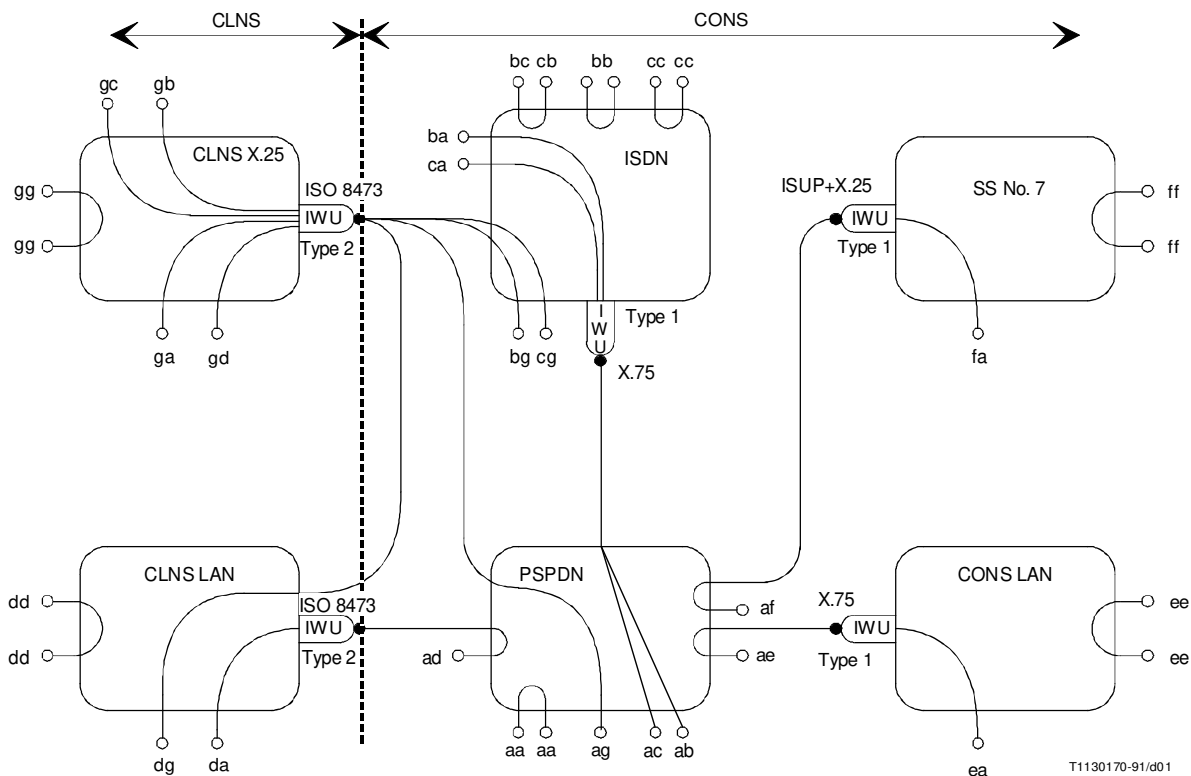 CLNS
CONS
bc cb bb cc cc
gc gb
ba
ca
ISDN
CLNS X.25
ISO 8473
IWU
Type 2
gg
gg
ga gd
bg cg
IWU
Type 1
X.75
ISUP+X.25
IWU
Type 1
SS No. 7
ff
ff
fa
CLNS LAN
ISO 8473
IWU
Type 2
dd
dd
dg da
PSPDN
ad
af
ae
aa aa ag ac ab
X.75
IWU
Type 1
CONS LAN
ee
ee
ea
T1130170-91/d01